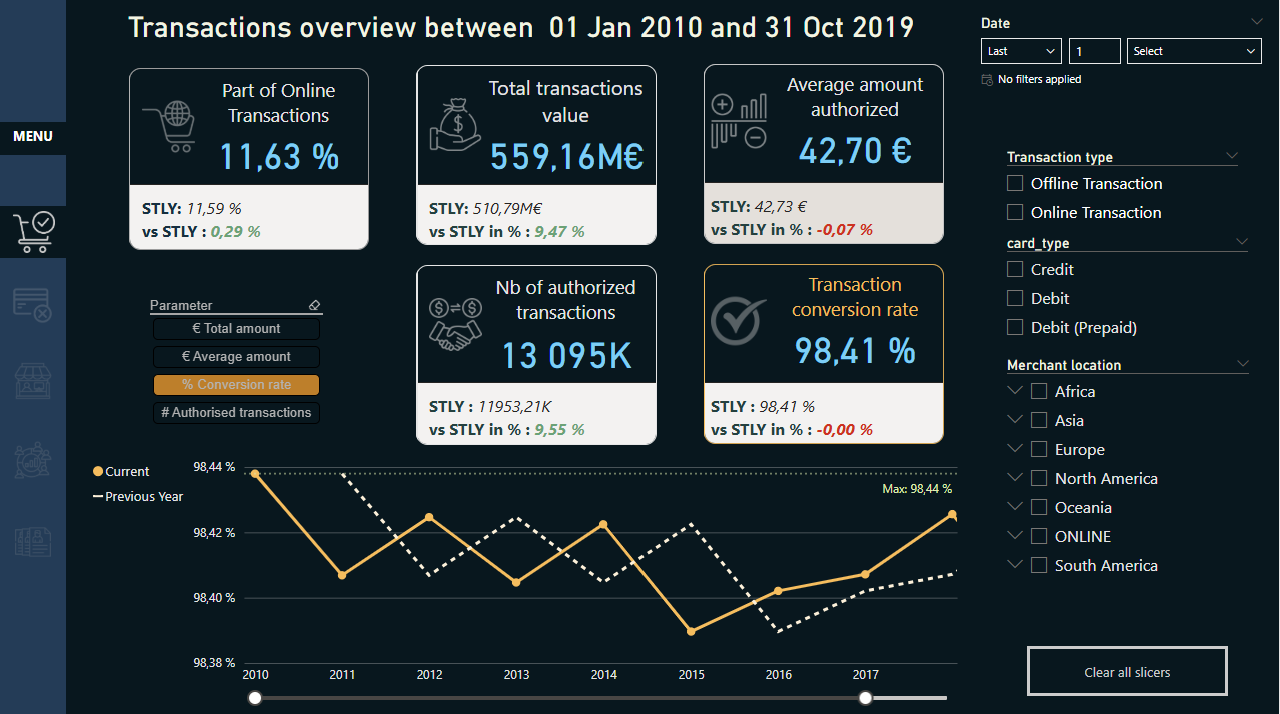 Transactions overview between 01 Jan 2010 and 31 Oct 2019
Date
Last
1
Select
No filters applied
MENU
Part of Online
Transactions
11,63 %
STLY: 11,59 %
vs STLY : 0,29 %
Total transactions
value
559,16M€
STLY: 510,79M€
vs STLY in % : 9,47 %
Average amount
authorized
42,70 €
STLY: 42,73 €
vs STLY in % : -0,07 %
Transaction type
Offline Transaction
Online Transaction
card_type
Credit
Debit
Debit (Prepaid)
Merchant location
Africa
Asia
Europe
North America
Oceania
ONLINE
South America
Clear all slicers
Parameter
€ Total amount
€ Average amount
% Conversion rate
# Authorised transactions
Nb of authorized
transactions
13 095K
STLY : 11953,21K
vs STLY in % : 9,55 %
Transaction
conversion rate
98,41 %
STLY : 98,41 %
vs STLY in % : -0,00 %
Current
Previous Year
98,44 %
98,42 %
98,40 %
98,38 %
Max: 98,44 %
2010 2011 2012 2013 2014 2015 2016 2017